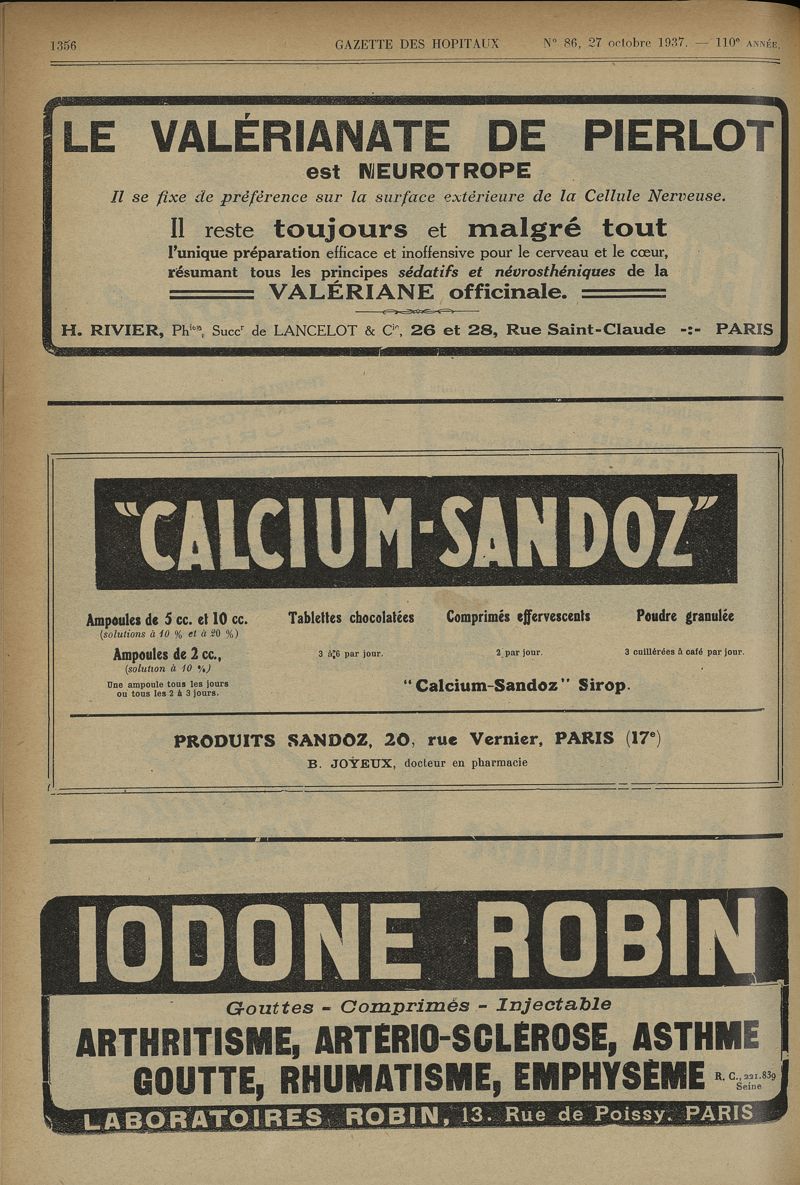 1356 GAZETTE DES HOPITAUX N° 86, 27 octobre 1937. — 110e ANNÉE.
LE VALÉRIANATE DE PIERLOT
est NEUROTROPE
Il se fixe de préférence sur la surface extérieure de la Cellule Nerveuse.
Il reste toujours et malgré tout
l'unique préparation efficace et inoffensive pour le cerveau et le cœur,
résumant tous les principes sédatifs et névrosthéniques de la
VALÉRIANE officinale.
H. RIVIER, Phien, Succr de LANCELOT & Cie, 26 et 28, Rue Saint-Claude -:- PARIS
"CALCIUM-SANDOZ"
Ampoules de 5 cc. et 10 cc. Tablettes chocolatées Comprimés effervescents Poudre granulée
(solutions à 10 % et à 20 %)
Ampoules de 2 cc., 3 à 6 par jour. 2 par jour. 3 cuillérées à café par jour.
(solution à 10 %)
Une ampoule tous les jours
ou tous les 2 à 3 jours.
"Calcium-Sandoz" Sirop.
PRODUITS SANDOZ, 20, rue Vernier, PARIS (17e)
B. JOYEUX, docteur en pharmacie
IODONE ROBIN
Gouttes - Comprimés - Injectable
ARTHRITISME, ARTÉRIO-SCLÉROSE, ASTHME
GOUTTE, RHUMATISME, EMPHYSÈME R. C., 221.839
Seine
LABORATOIRES ROBIN, 13. Rue de Poissy. PARIS